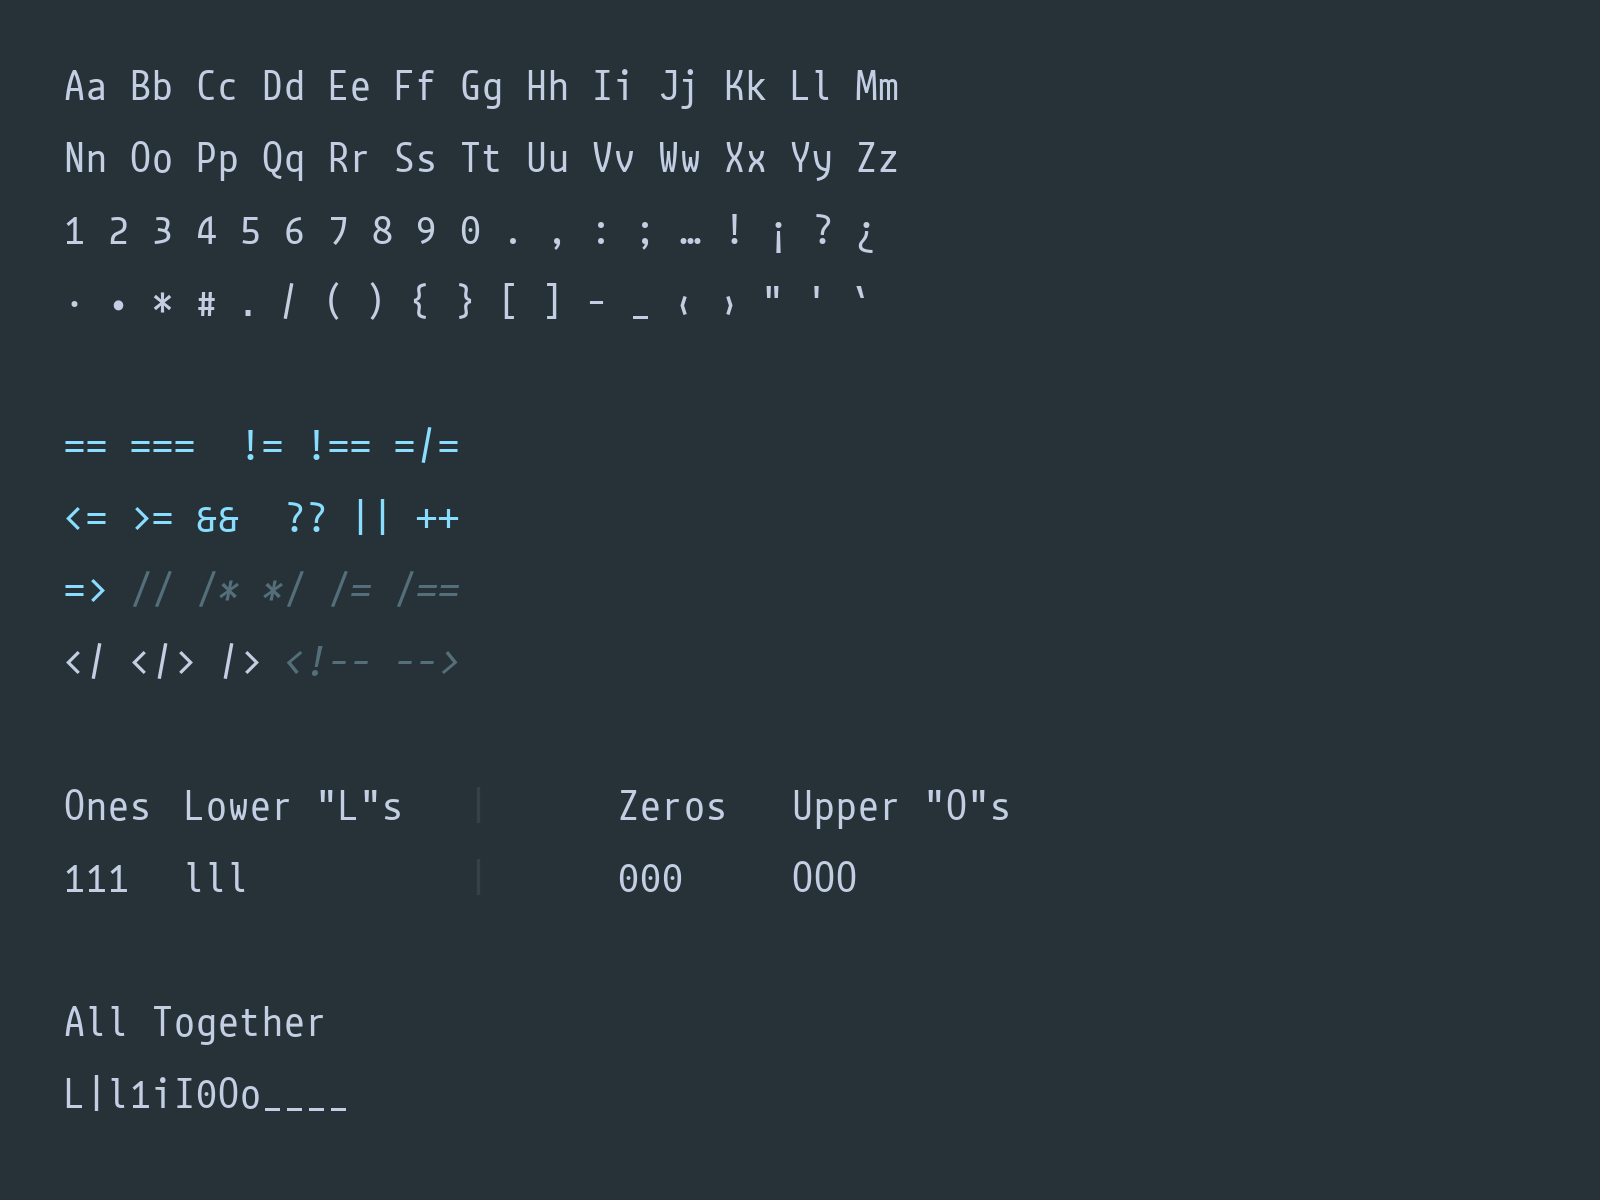 Aa Bb Cc Dd Ee Ff Gg Hh Ii Jj Kk Ll Mm
Nn Oo Pp Qq Rr Ss Tt Uu Vv Ww Xx Yy Zz
1 2 3 4 5 6 7 8 9 0 . , : ; … ! ¡ ? ¿
· • * # . / ( ) { } [ ] - _ ‹ › " ' `
== ===  != !== =/=
<= >= &&  ?? || ++
=> // /* */ /= /==
</ </> /> <!-- -->
Ones Lower "L"s | Zeros Upper "O"s
111 lll | 000 OOO
All Together
L|l1iI0Oo____